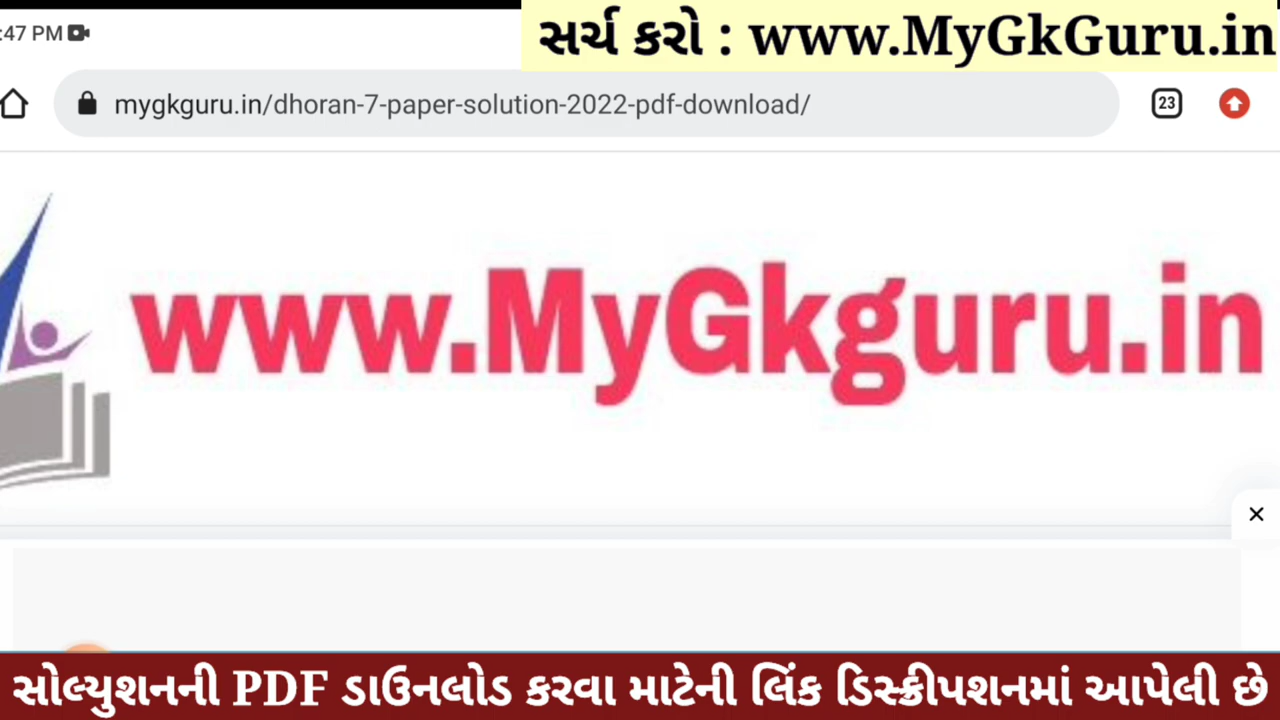 :47 PM
સર્ચ કરો : www.MyGkGuru.in
mygkguru.in/dhoran-7-paper-solution-2022-pdf-download/
23
www.MyGkguru.in
સોલ્યુશનની PDF ડાઉનલોડ કરવા માટેની લિંક ડિસ્ક્રીપશનમાં આપેલી છે